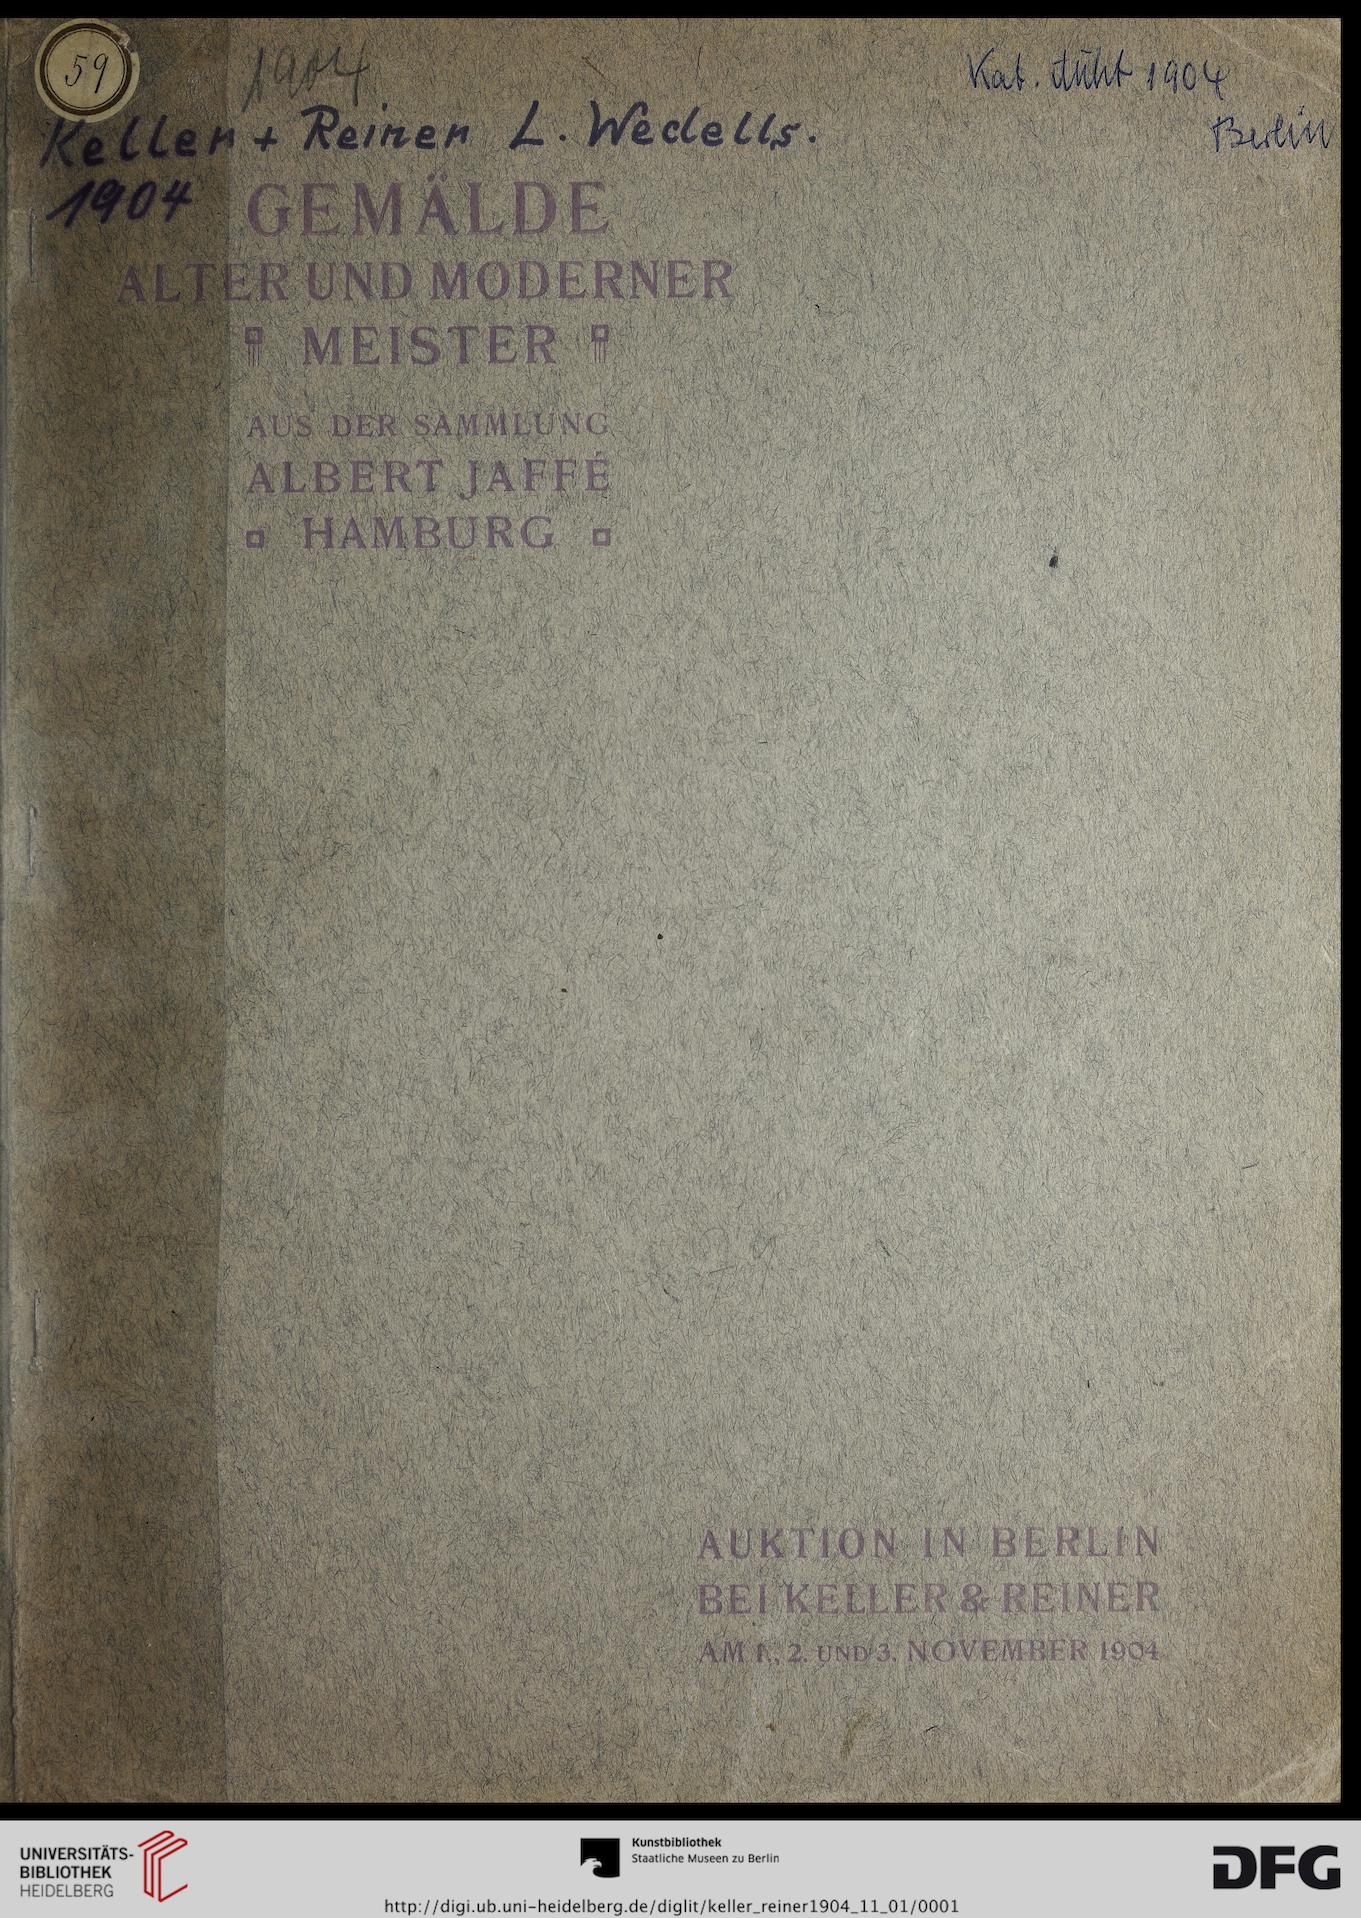 59
1904
Kat. 1904
Berlin
Keller + Reiner L. Wedells.
1904
GEMÄLDE
ALTER UND MODERNER
MEISTER
AUS DER SAMMLUNG
ALBERT JAFFÉ
HAMBURG
AUKTION IN BERLIN
BEI KELLER & REINER
AM 1., 2. UND 3. NOVEMBER 1904
UNIVERSITÄTS-
BIBLIOTHEK
HEIDELBERG
Kunstbibliothek
Staatliche Museen zu Berlin
DFG
http://digi.ub.uni-heidelberg.de/diglit/keller_reiner1904_11_01/0001